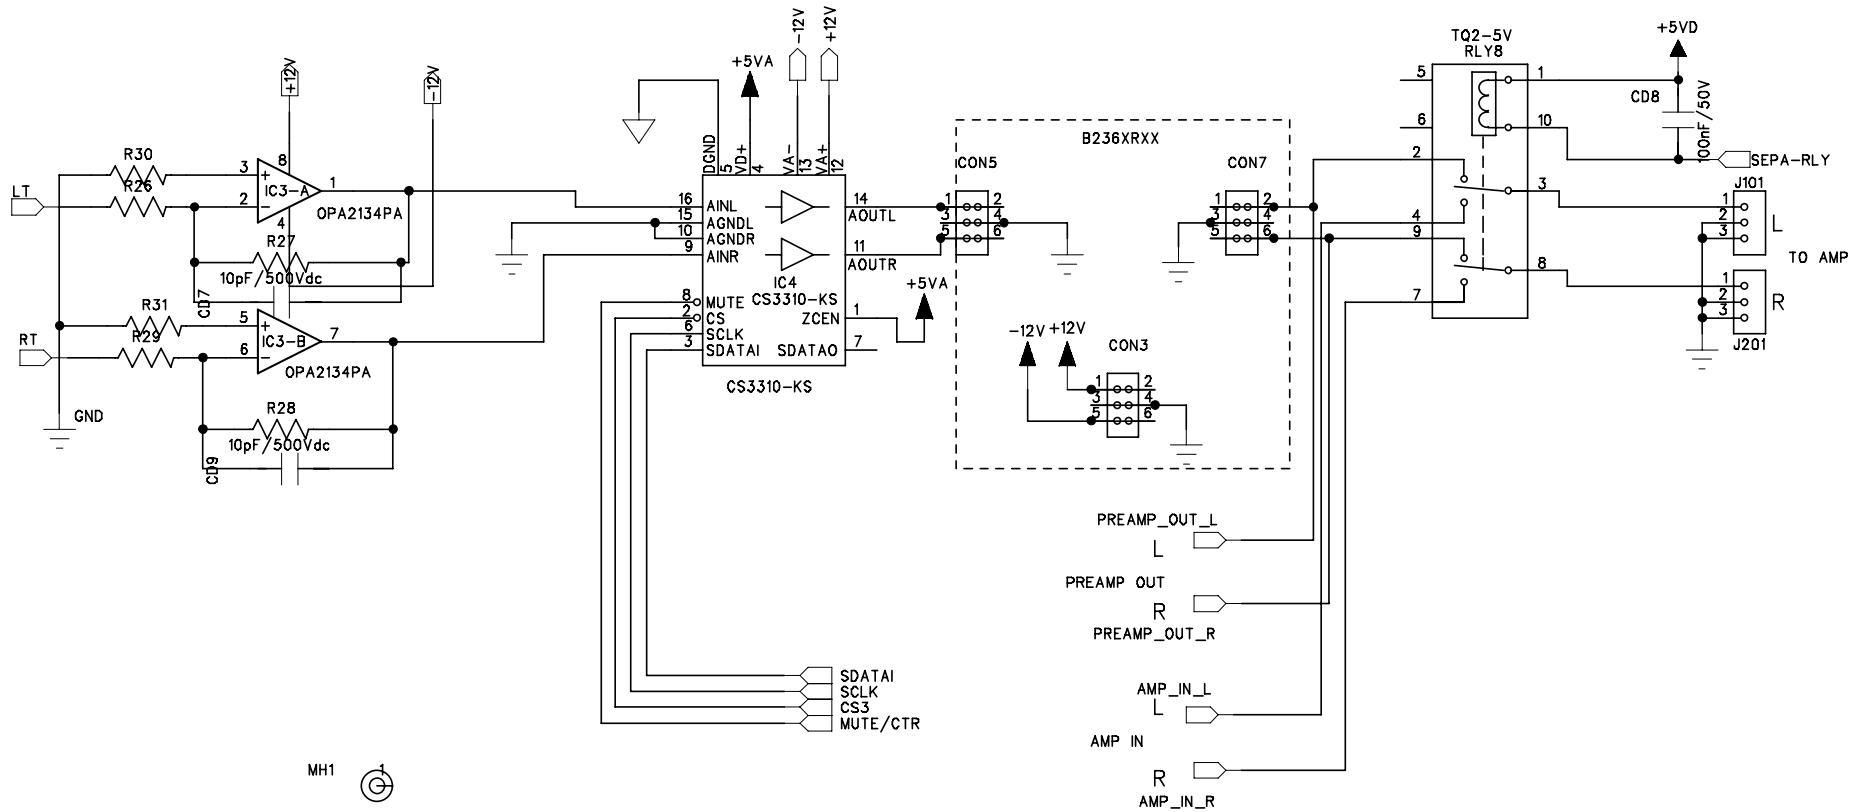 LT
R30
R26
+12V
-12V
3
2
8
1
4
IC3-A
OPA2134PA
R27
10pF/500Vdc
CD7
R31
R29
RT
5
6
7
IC3-B
OPA2134PA
R28
10pF/500Vdc
CD9
GND
+5VA
-12V
+12V
DGND
5
VD+
4
VA-
13
VA+
12
16
AINL
15
AGNDL
10
AGNDR
9
AINR
14
AOUTL
11
AOUTR
IC4
CS3310-KS
8
MUTE
2
CS
6
SCLK
3
SDATAI
1
ZCEN
7
SDATAO
CS3310-KS
+5VA
B236XRXX
CON5
1 2
3 4
5 6
CON7
1 2
3 4
5 6
-12V +12V
CON3
1 2
3 4
5 6
TQ2-5V
RLY8
5
6
2
4
9
7
1
10
3
8
+5VD
CD8
100nF/50V
SEPA-RLY
J101
1
2
3
L
TO AMP
1
2
3
R
J201
PREAMP_OUT_L
L
PREAMP OUT
R
PREAMP_OUT_R
AMP_IN_L
L
AMP IN
R
AMP_IN_R
SDATAI
SCLK
CS3
MUTE/CTR
MH1
1